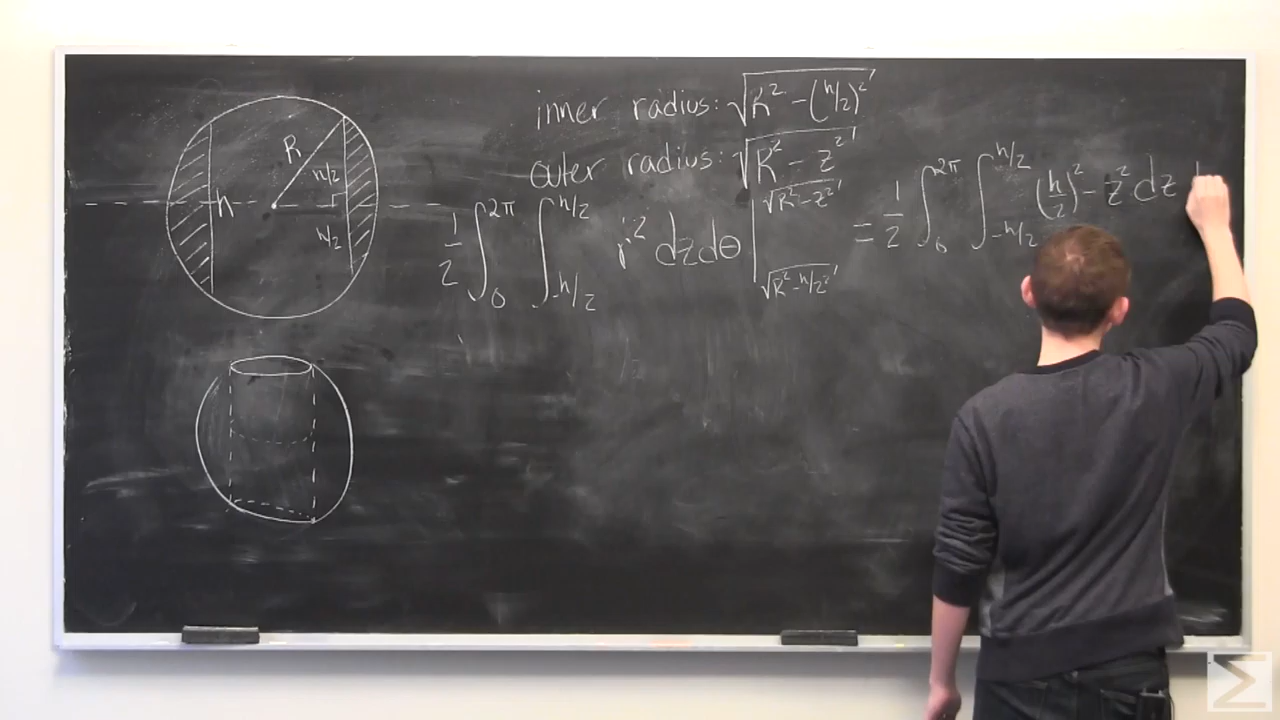 inner radius: √(R² - (h/2)²)
outer radius: √(R² - z²)
R
h/2
h
h/2
1/2 ∫₀^2π ∫_-h/2^h/2 r² dz dθ |_√(R² - h/2²)^√(R² - z²) = 1/2 ∫₀^2π ∫_-h/2^h/2 (h/2)² - z² dz
Σ